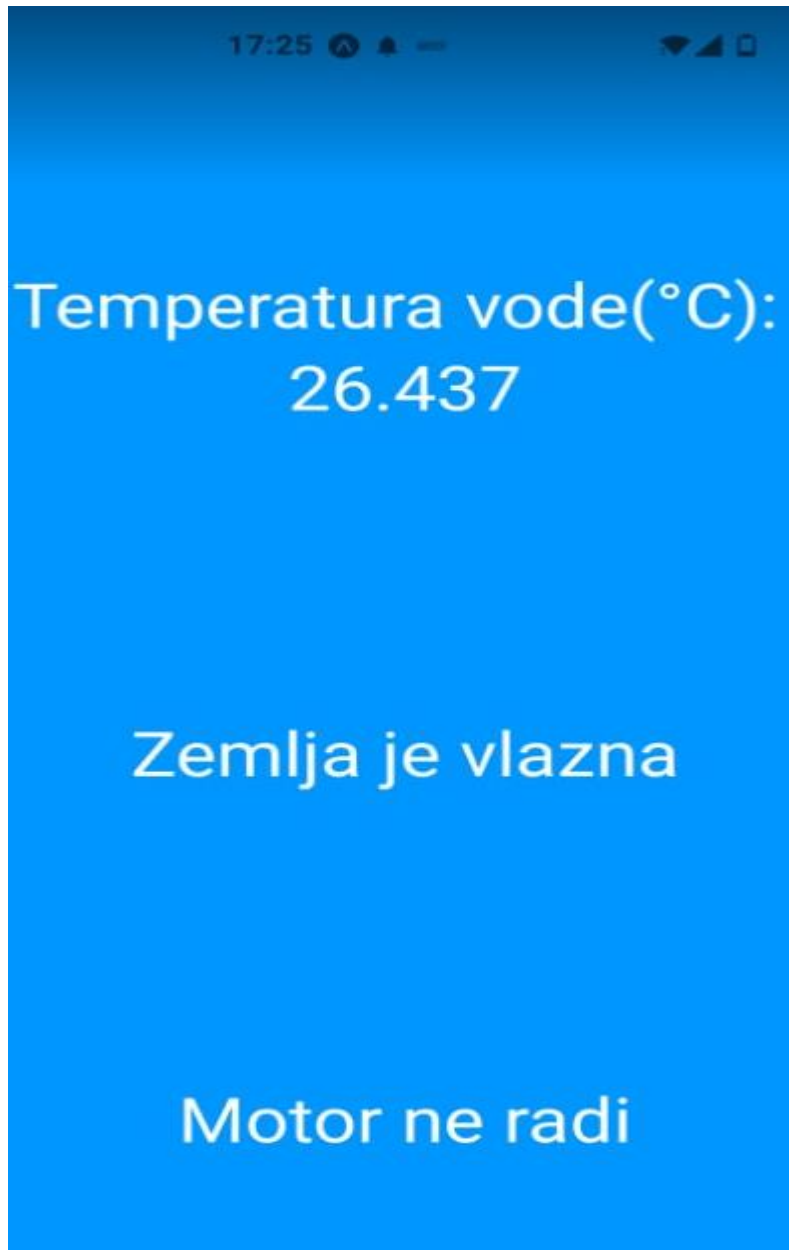 17:25
Temperatura vode(°C):
26.437
Zemlja je vlazna
Motor ne radi